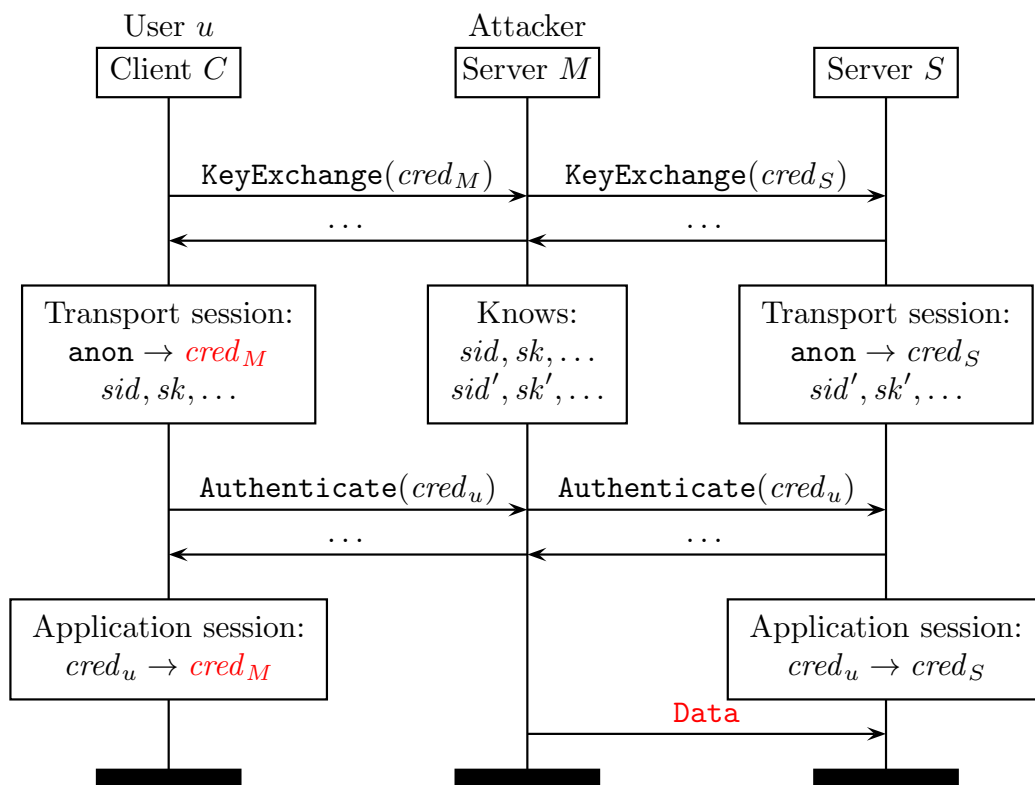 User u
Attacker
Client C
Server M
Server S
KeyExchange(cred_M)
KeyExchange(cred_S)
...
...
Transport session:
anon → cred_M
sid, sk, ...
Knows:
sid, sk, ...
sid′, sk′, ...
Transport session:
anon → cred_S
sid′, sk′, ...
Authenticate(cred_u)
Authenticate(cred_u)
...
...
Application session:
cred_u → cred_M
Application session:
cred_u → cred_S
Data